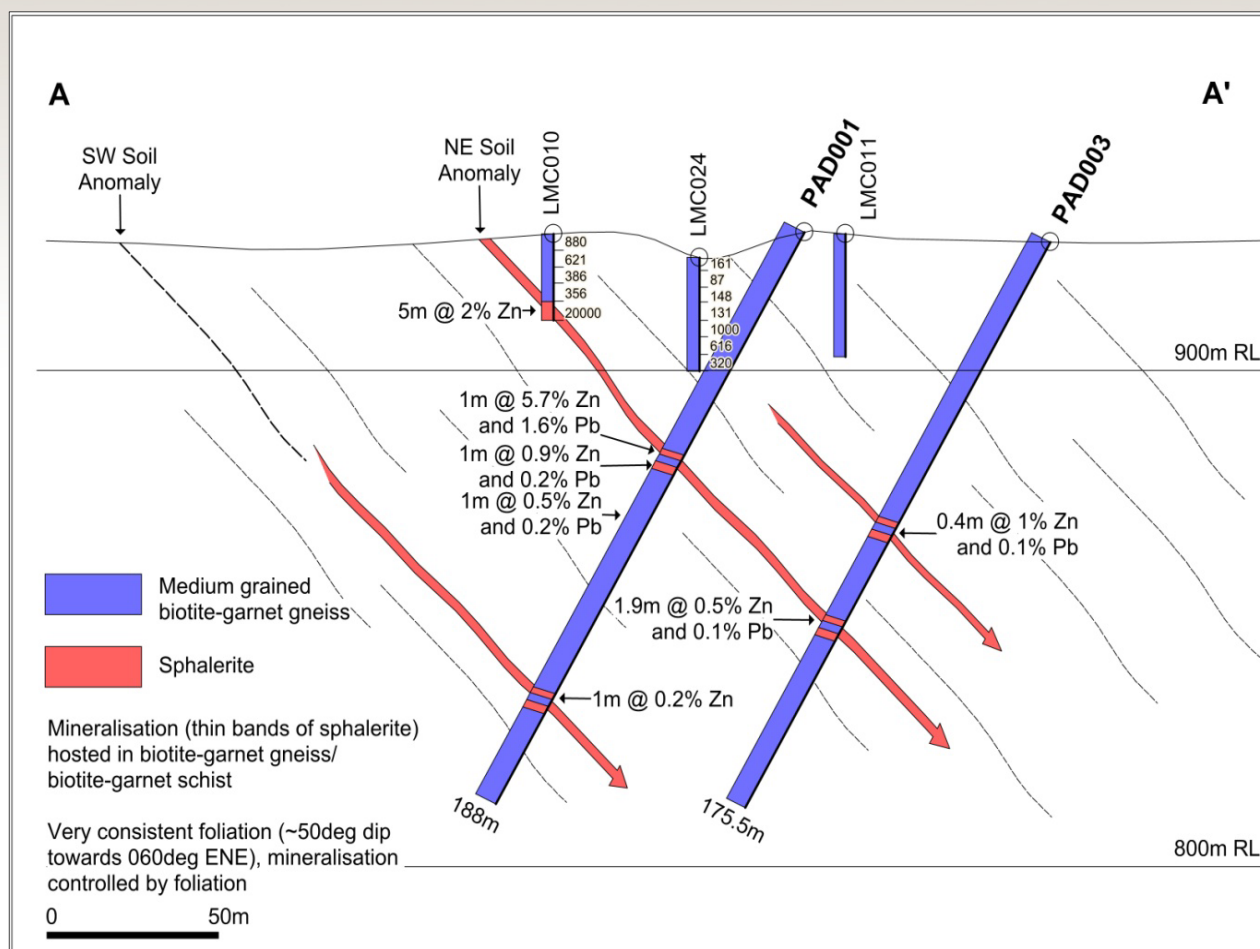 A
A'
SW Soil
Anomaly
NE Soil
Anomaly
LMC010
LMC024
PAD001
LMC011
PAD003
880
621
386
356
20000
161
87
148
131
1000
616
320
5m @ 2% Zn
900m RL
1m @ 5.7% Zn
and 1.6% Pb
1m @ 0.9% Zn
and 0.2% Pb
1m @ 0.5% Zn
and 0.2% Pb
0.4m @ 1% Zn
and 0.1% Pb
1.9m @ 0.5% Zn
and 0.1% Pb
1m @ 0.2% Zn
188m
175.5m
800m RL
Medium grained
biotite-garnet gneiss
Sphalerite
Mineralisation (thin bands of sphalerite)
hosted in biotite-garnet gneiss/
biotite-garnet schist
Very consistent foliation (~50deg dip
towards 060deg ENE), mineralisation
controlled by foliation
0 50m